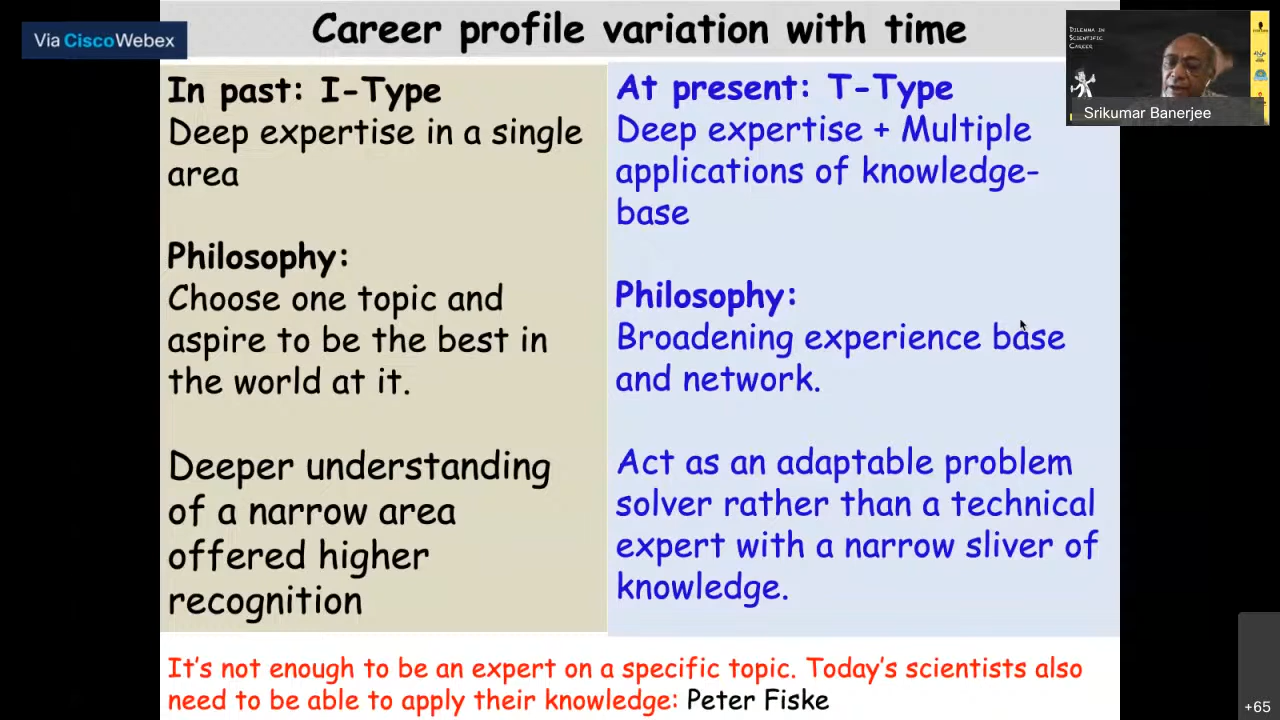 Via Cisco Webex
Career profile variation with time
In past: I-Type
Deep expertise in a single
area
Philosophy:
Choose one topic and
aspire to be the best in
the world at it.
Deeper understanding
of a narrow area
offered higher
recognition
At present: T-Type
Deep expertise + Multiple
applications of knowledge-
base
Philosophy:
Broadening experience base
and network.
Act as an adaptable problem
solver rather than a technical
expert with a narrow sliver of
knowledge.
It's not enough to be an expert on a specific topic. Today's scientists also
need to be able to apply their knowledge: Peter Fiske
DILEMMA IN
SCIENTIFIC
CAREER
Srikumar Banerjee
+65